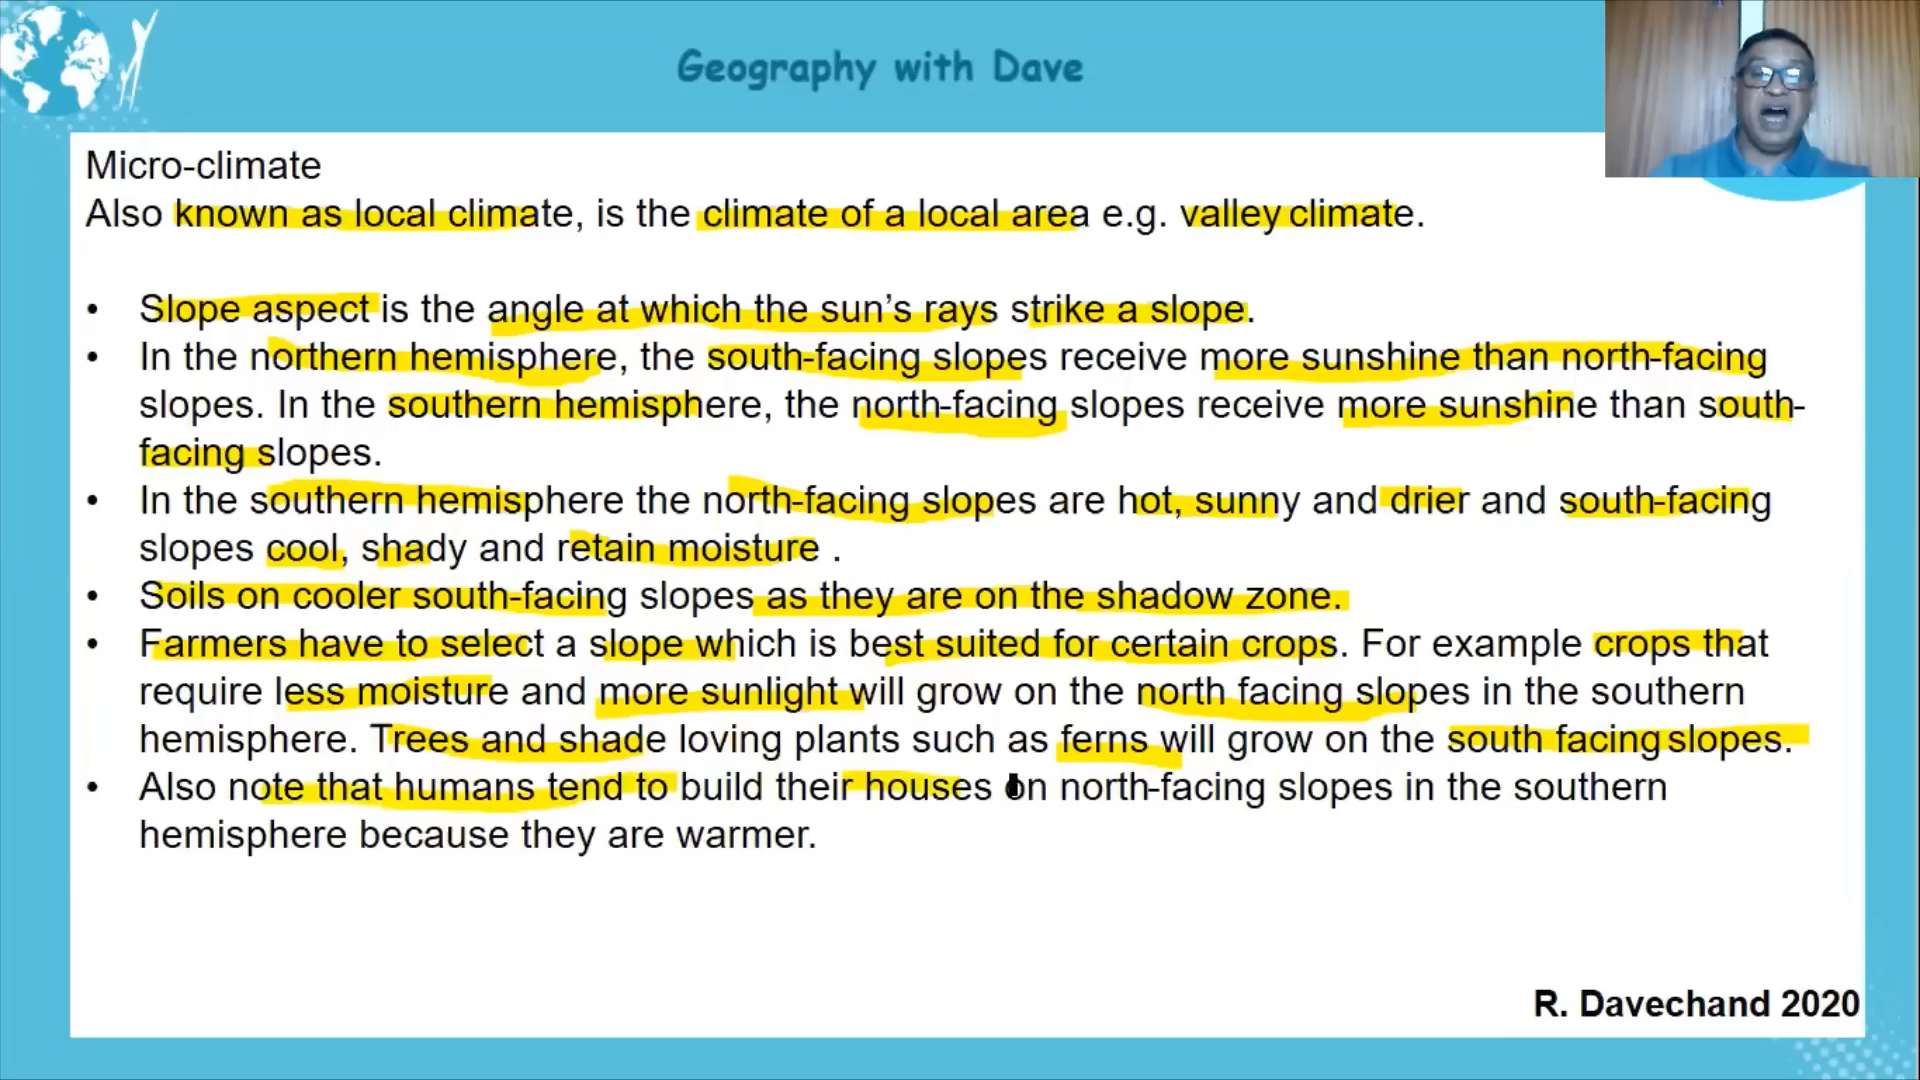 Geography with Dave
Micro-climate
Also known as local climate, is the climate of a local area e.g. valley climate.
• Slope aspect is the angle at which the sun’s rays strike a slope.
• In the northern hemisphere, the south-facing slopes receive more sunshine than north-facing
slopes. In the southern hemisphere, the north-facing slopes receive more sunshine than south-
facing slopes.
• In the southern hemisphere the north-facing slopes are hot, sunny and drier and south-facing
slopes cool, shady and retain moisture .
• Soils on cooler south-facing slopes as they are on the shadow zone.
• Farmers have to select a slope which is best suited for certain crops. For example crops that
require less moisture and more sunlight will grow on the north facing slopes in the southern
hemisphere. Trees and shade loving plants such as ferns will grow on the south facing slopes.
• Also note that humans tend to build their houses on north-facing slopes in the southern
hemisphere because they are warmer.
R. Davechand 2020